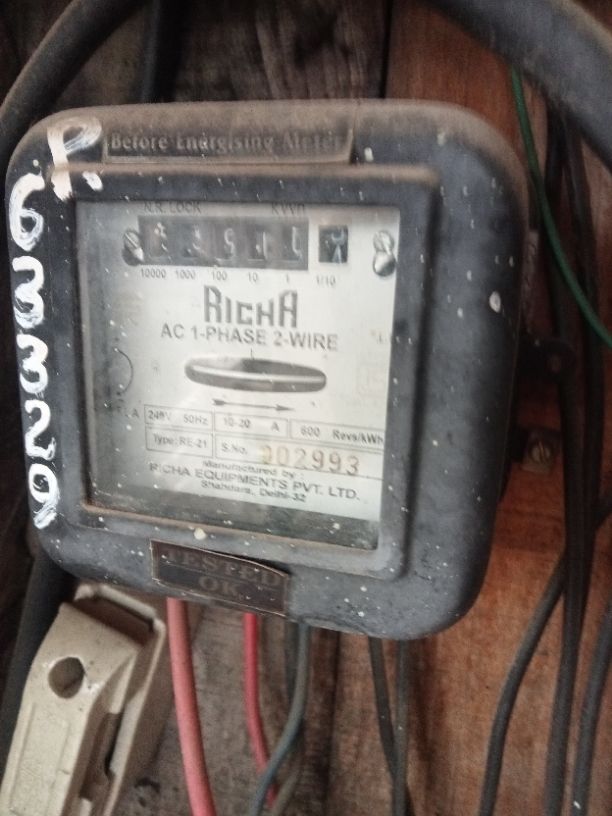 Before Energising Meter
P
63329
N.R. LOCK kWh
10000 1000 100 10 1 1/10
RICHA
AC 1-PHASE 2-WIRE
240V 50Hz 10-20 A 600 Revs/kWh
Type: RE-21 S.No. 002993
Manufactured by :
RICHA EQUIPMENTS PVT. LTD.
Shahdara, Delhi-32
TESTED
OK